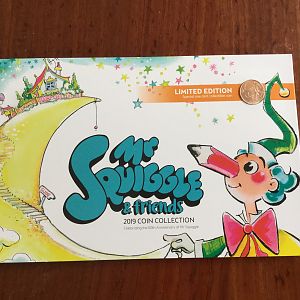 LIMITED EDITION
Mr
SQUIGGLE
& friends
2019 COIN COLLECTION
Celebrating the 60th Anniversary of Mr Squiggle